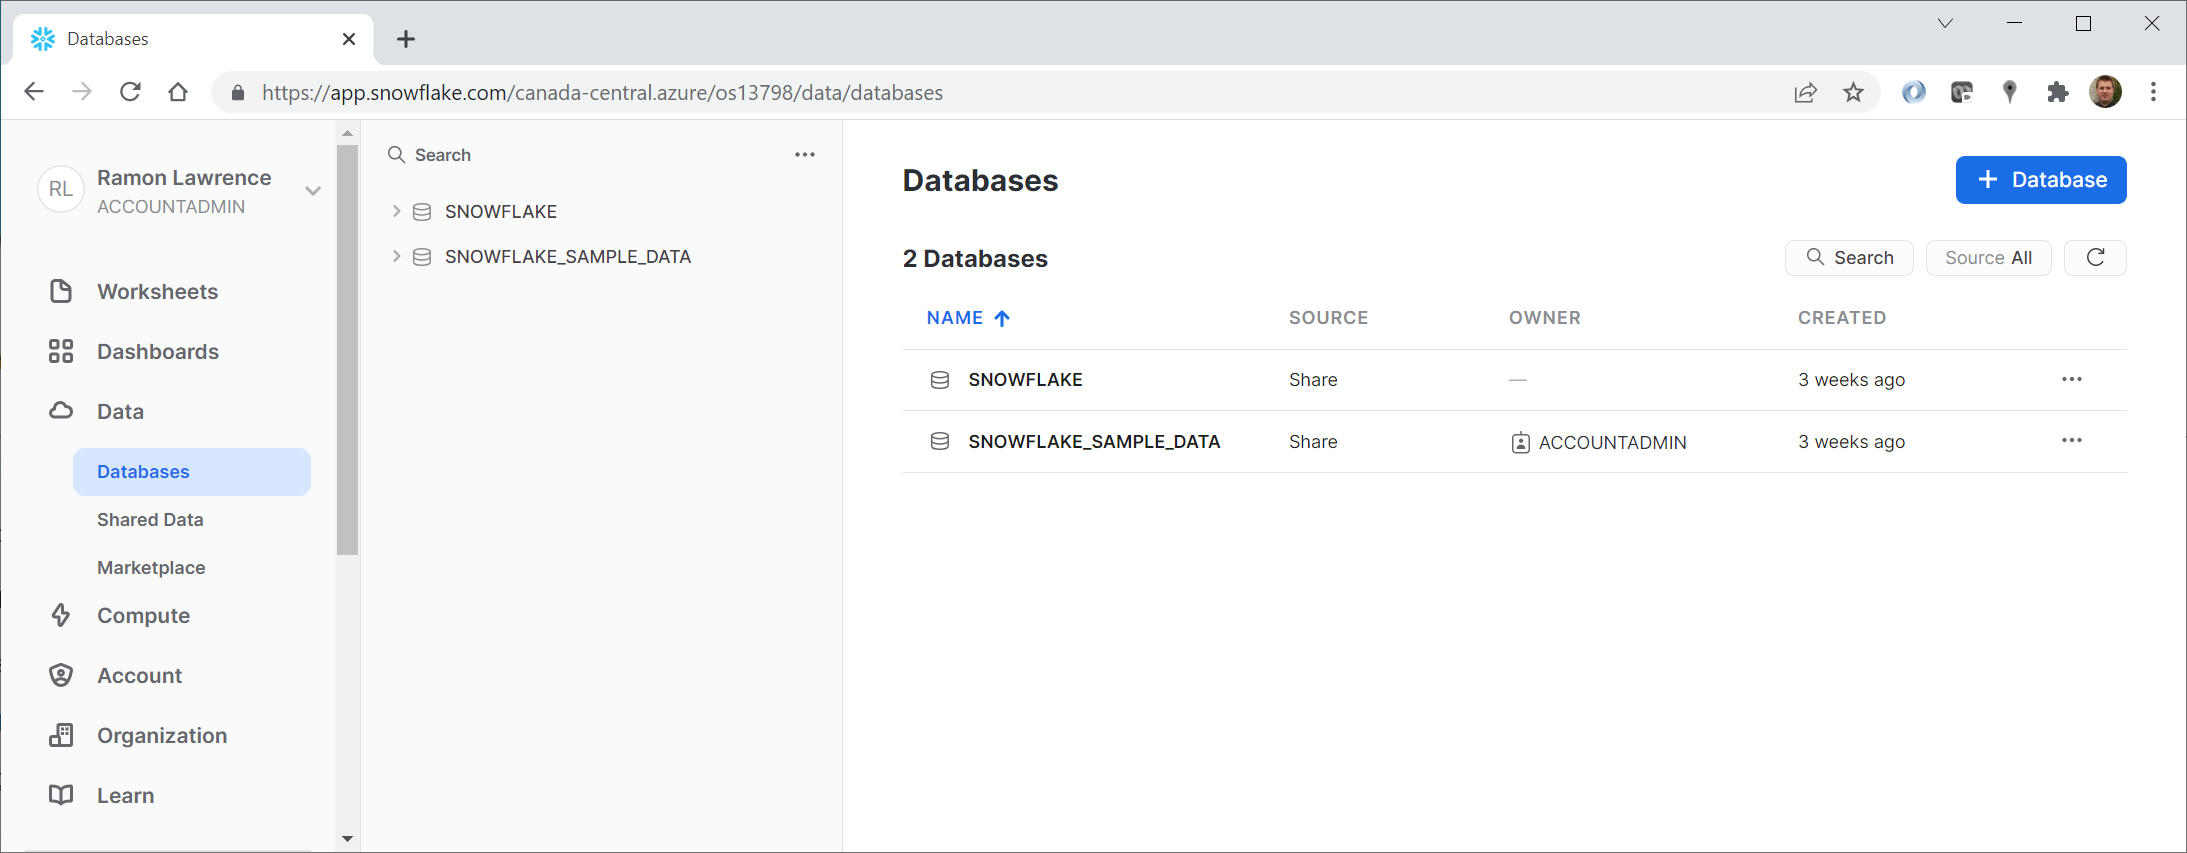 Databases
https://app.snowflake.com/canada-central.azure/os13798/data/databases
RL
Ramon Lawrence
ACCOUNTADMIN
Worksheets
Dashboards
Data
Databases
Shared Data
Marketplace
Compute
Account
Organization
Learn
Search
SNOWFLAKE
SNOWFLAKE_SAMPLE_DATA
Databases
+ Database
2 Databases
Search
Source All
NAME SOURCE OWNER CREATED
SNOWFLAKE Share — 3 weeks ago
SNOWFLAKE_SAMPLE_DATA Share ACCOUNTADMIN 3 weeks ago